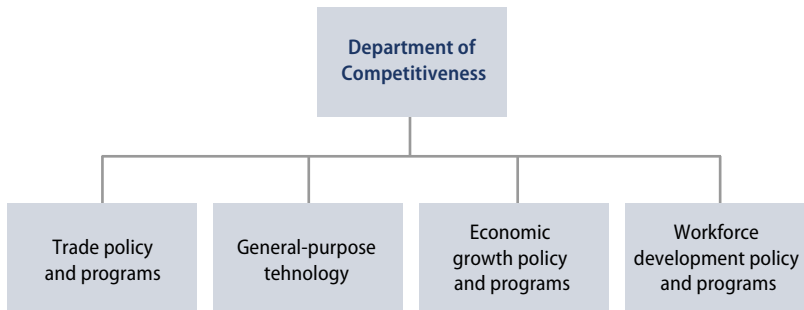 Department of
Competitiveness
Trade policy
and programs
General-purpose
tehnology
Economic
growth policy
and programs
Workforce
development policy
and programs